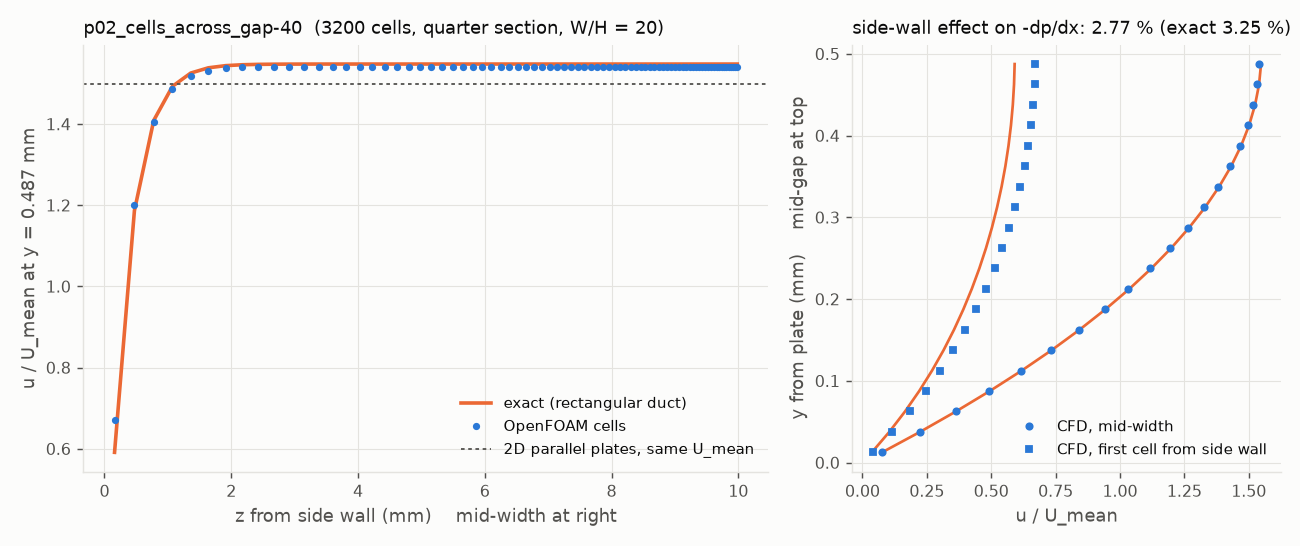 p02_cells_across_gap-40  (3200 cells, quarter section, W/H = 20)
u / U_mean at y = 0.487 mm
1.4
1.2
1.0
0.8
0.6
exact (rectangular duct)
OpenFOAM cells
2D parallel plates, same U_mean
0 2 4 6 8 10
z from side wall (mm)    mid-width at right
side-wall effect on -dp/dx: 2.77 % (exact 3.25 %)
y from plate (mm)    mid-gap at top
0.5
0.4
0.3
0.2
0.1
0.0
CFD, mid-width
CFD, first cell from side wall
0.00 0.25 0.50 0.75 1.00 1.25 1.50
u / U_mean